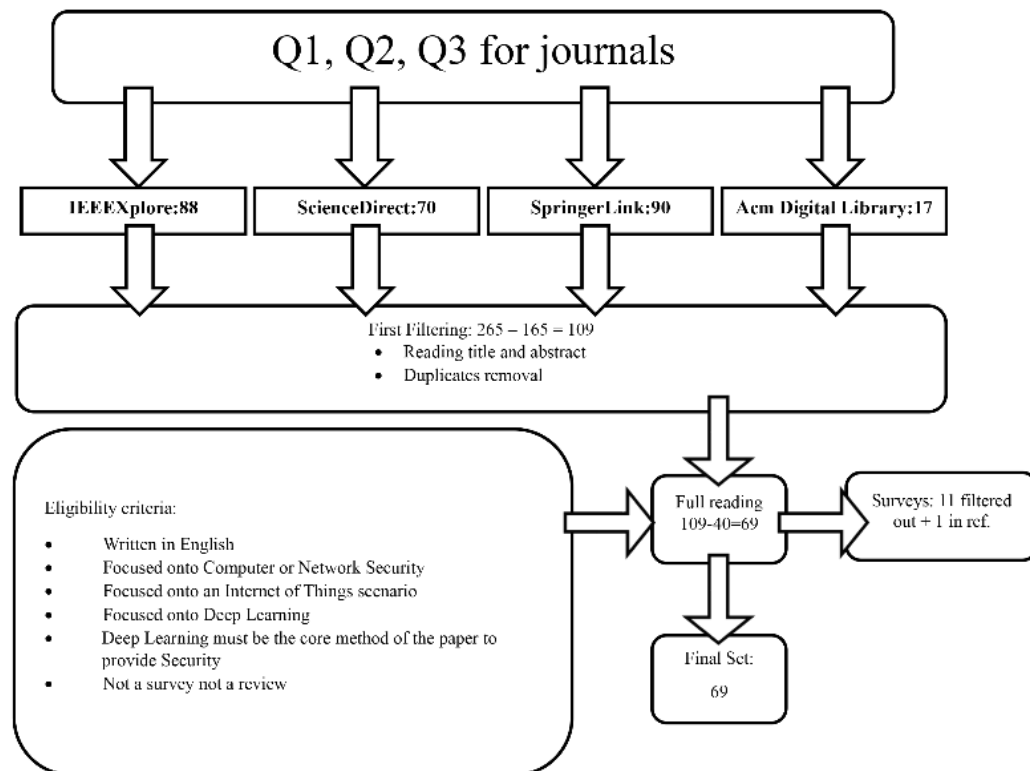 Q1, Q2, Q3 for journals
IEEEXplore:88
ScienceDirect:70
SpringerLink:90
Acm Digital Library:17
First Filtering: 265 – 165 = 109
• Reading title and abstract
• Duplicates removal
Eligibility criteria:
• Written in English
• Focused onto Computer or Network Security
• Focused onto an Internet of Things scenario
• Focused onto Deep Learning
• Deep Learning must be the core method of the paper to
provide Security
• Not a survey not a review
Full reading
109-40=69
Surveys: 11 filtered
out + 1 in ref.
Final Set:
69